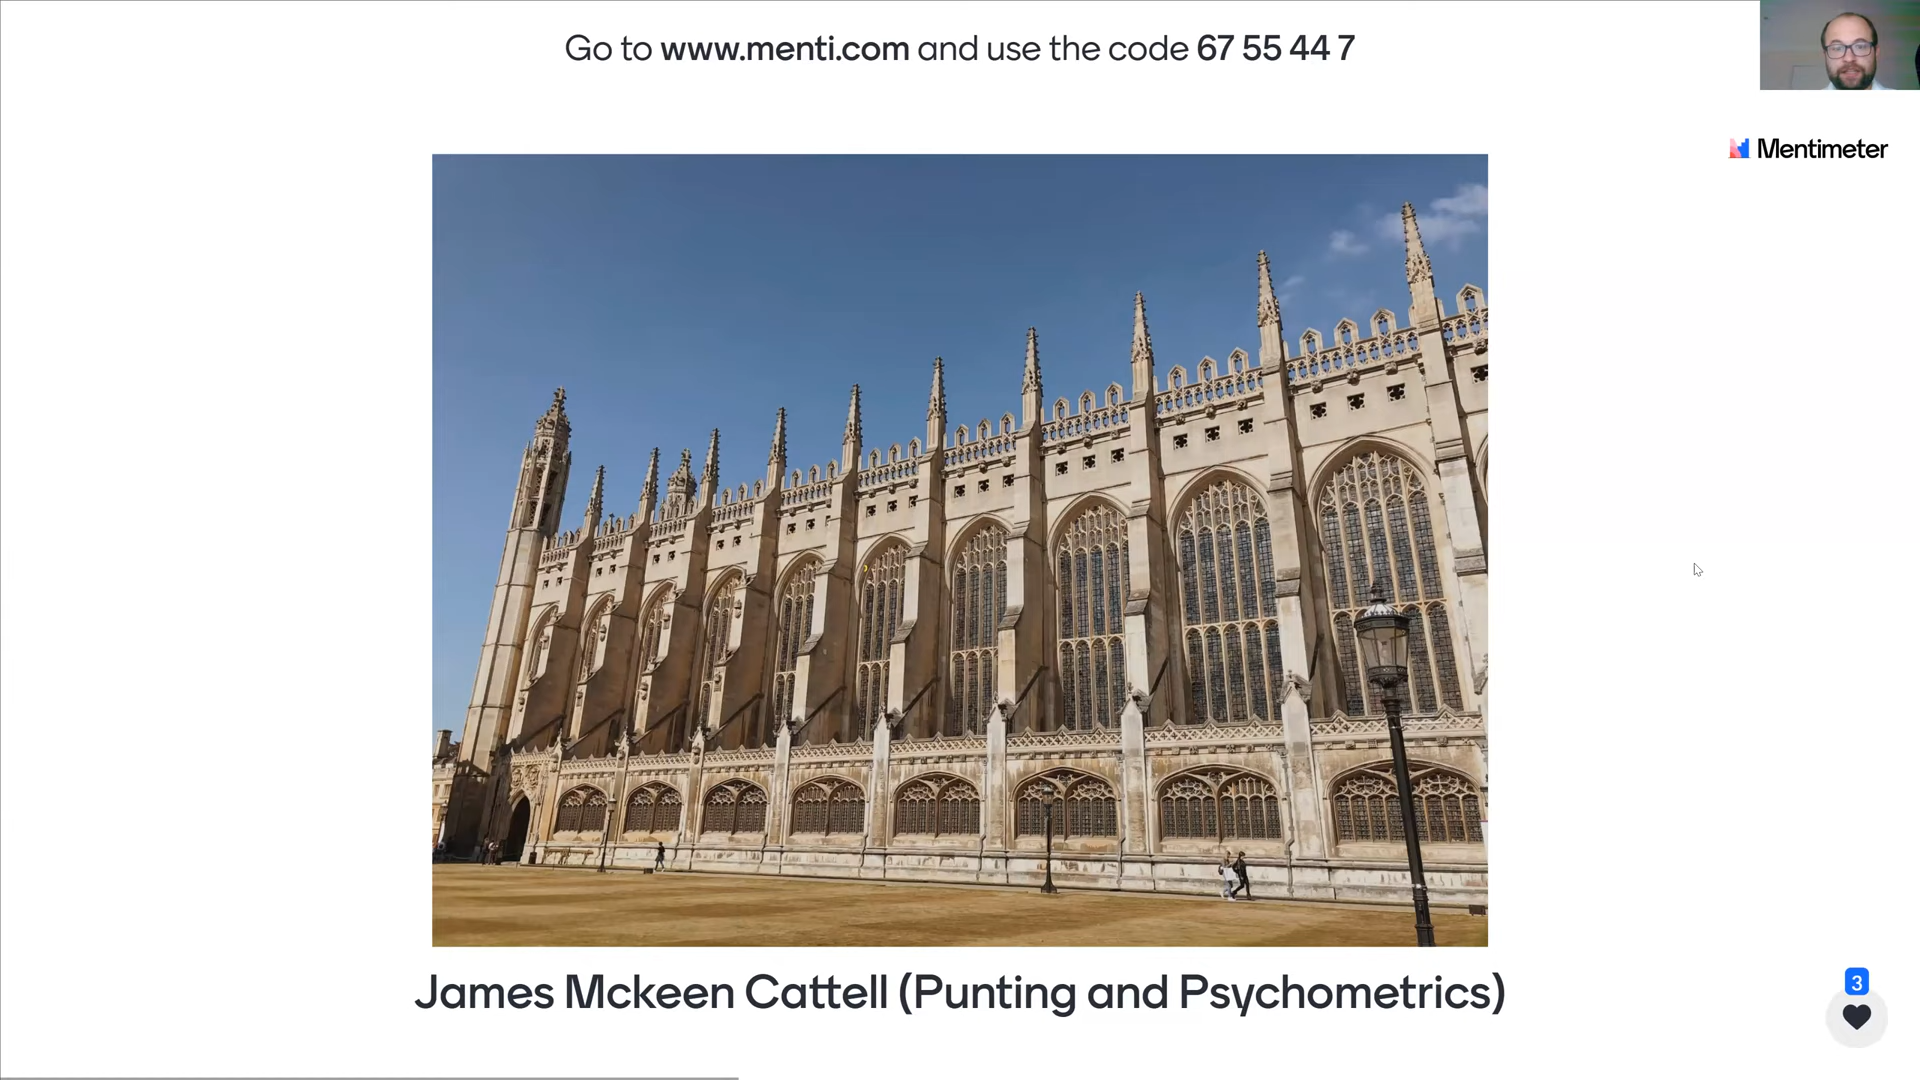 Go to www.menti.com and use the code 67 55 44 7
Mentimeter
James Mckeen Cattell (Punting and Psychometrics)
3